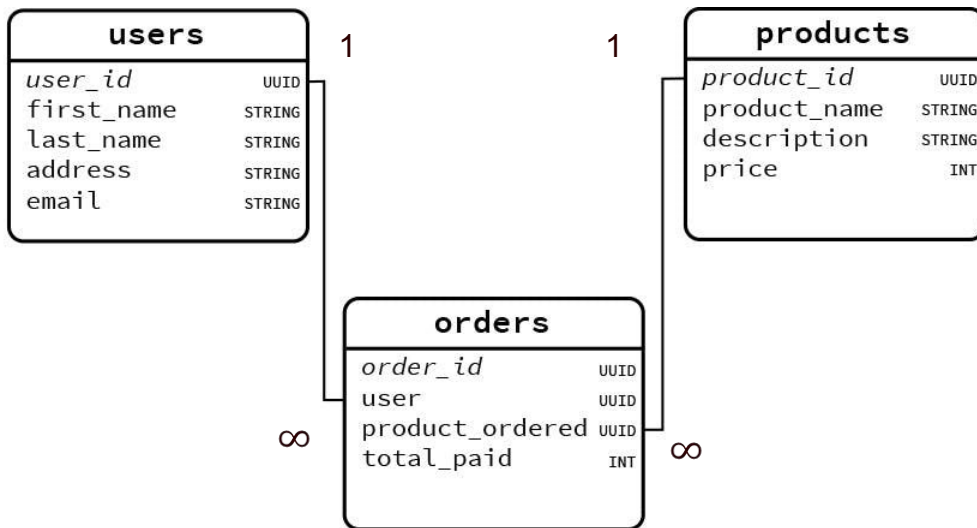 users
user_id UUID
first_name STRING
last_name STRING
address STRING
email STRING
1
1
products
product_id UUID
product_name STRING
description STRING
price INT
orders
order_id UUID
user UUID
product_ordered UUID
total_paid INT
∞
∞